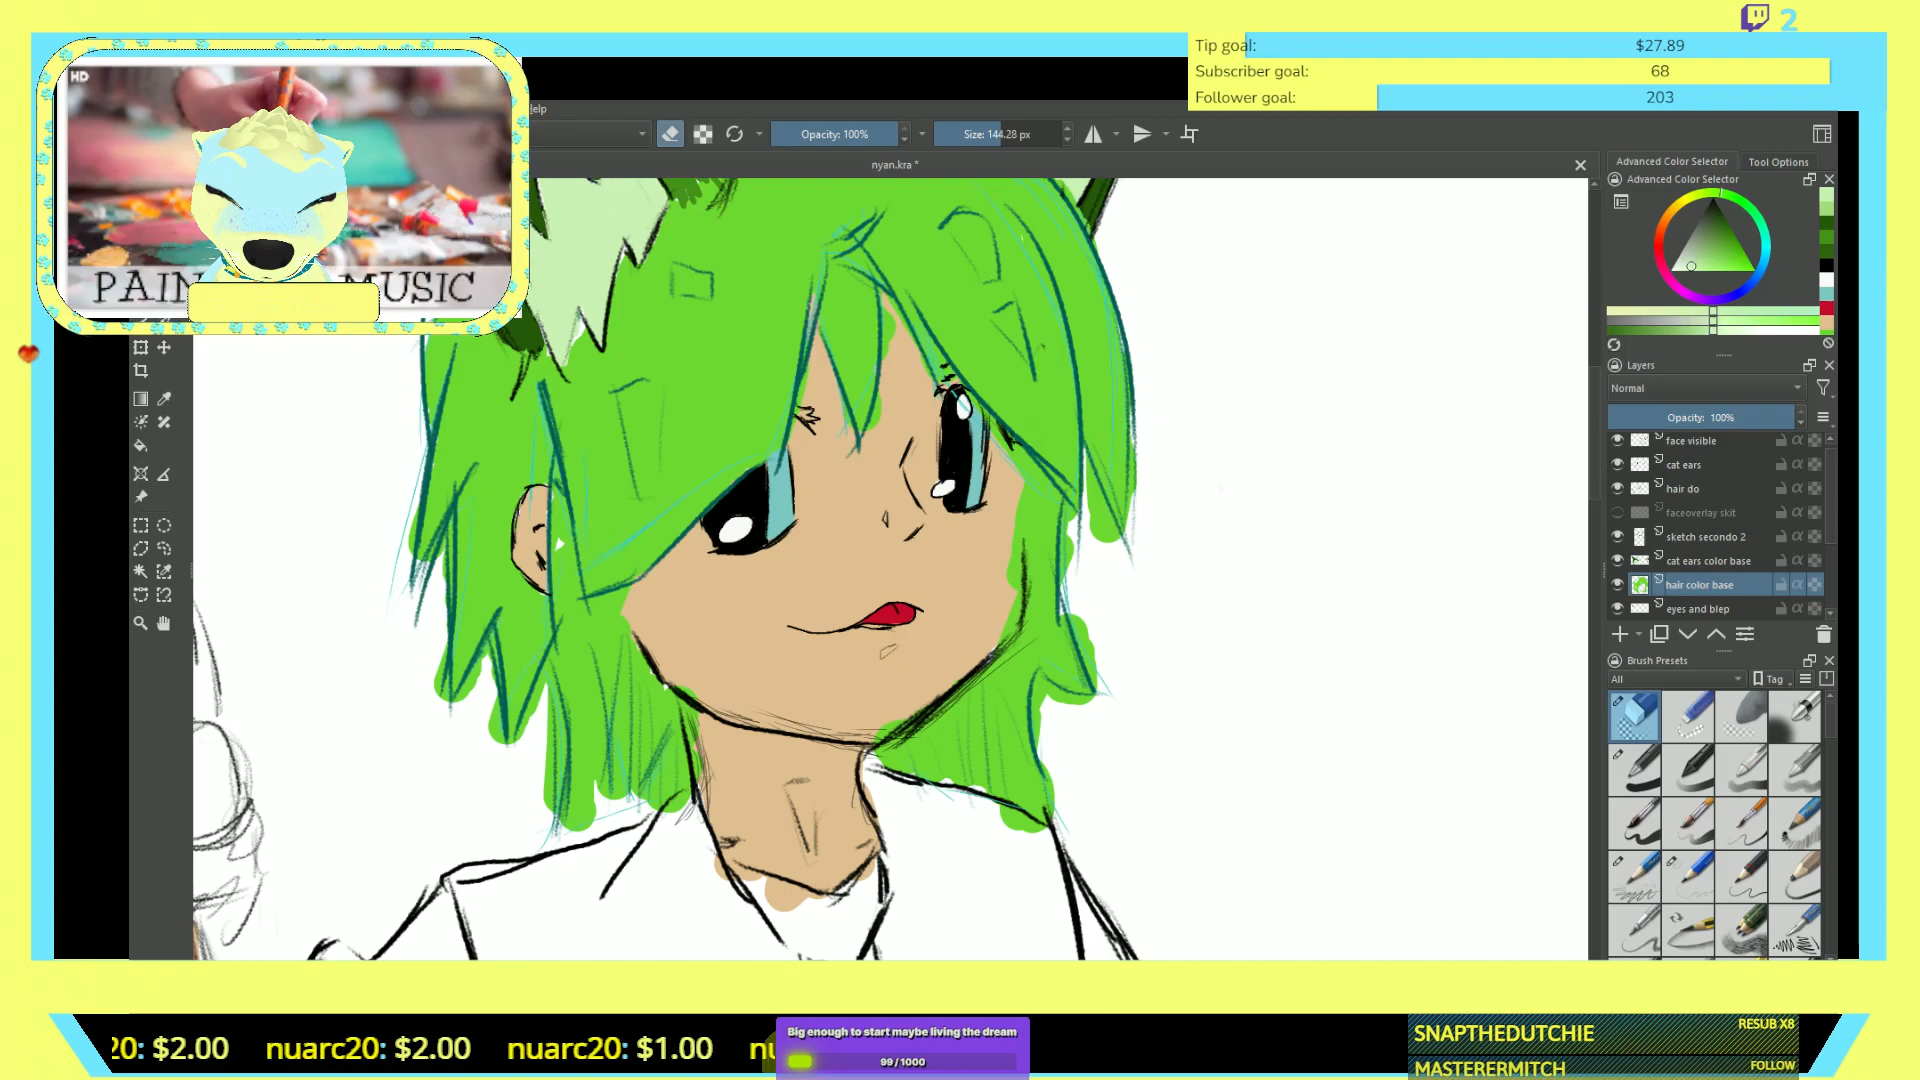 2
Tip goal: $27.89
Subscriber goal: 68
Follower goal: 203
HD
PAIN MUSIC
Help
Opacity: 100%
Size: 144.28 px
nyan.kra *
Advanced Color Selector
Tool Options
Advanced Color Selector
Layers
Normal
Opacity: 100%
face visible
cat ears
hair do
faceoverlay skit
sketch secondo 2
cat ears color base
hair color base
eyes and blep
Brush Presets
All
Tag
20: $2.00 nuarc20: $2.00 nuarc20: $1.00 nu
Big enough to start maybe living the dream
99 / 1000
SNAPTHEDUTCHIE RESUB X8
MASTERERMITCH FOLLOW